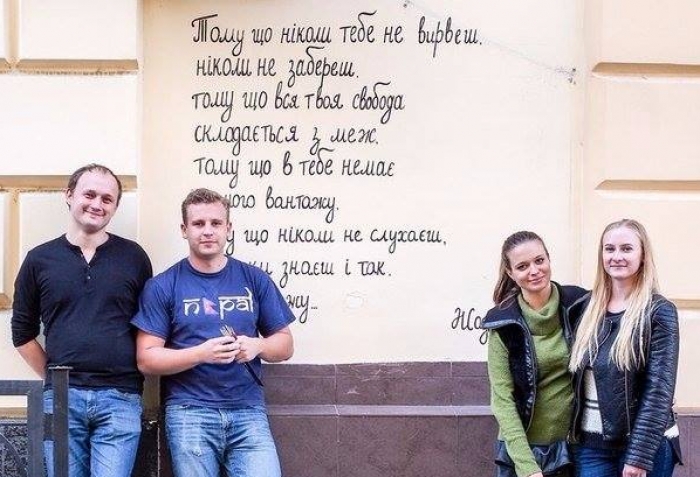 Тому що ніколи тебе не вирвеш.
ніколи не забереш.
тому що вся твоя свобода
складається з меж.
тому що в тебе немає
вантажу.
що ніколи не слухаєш,
знаєш і так.
nepal